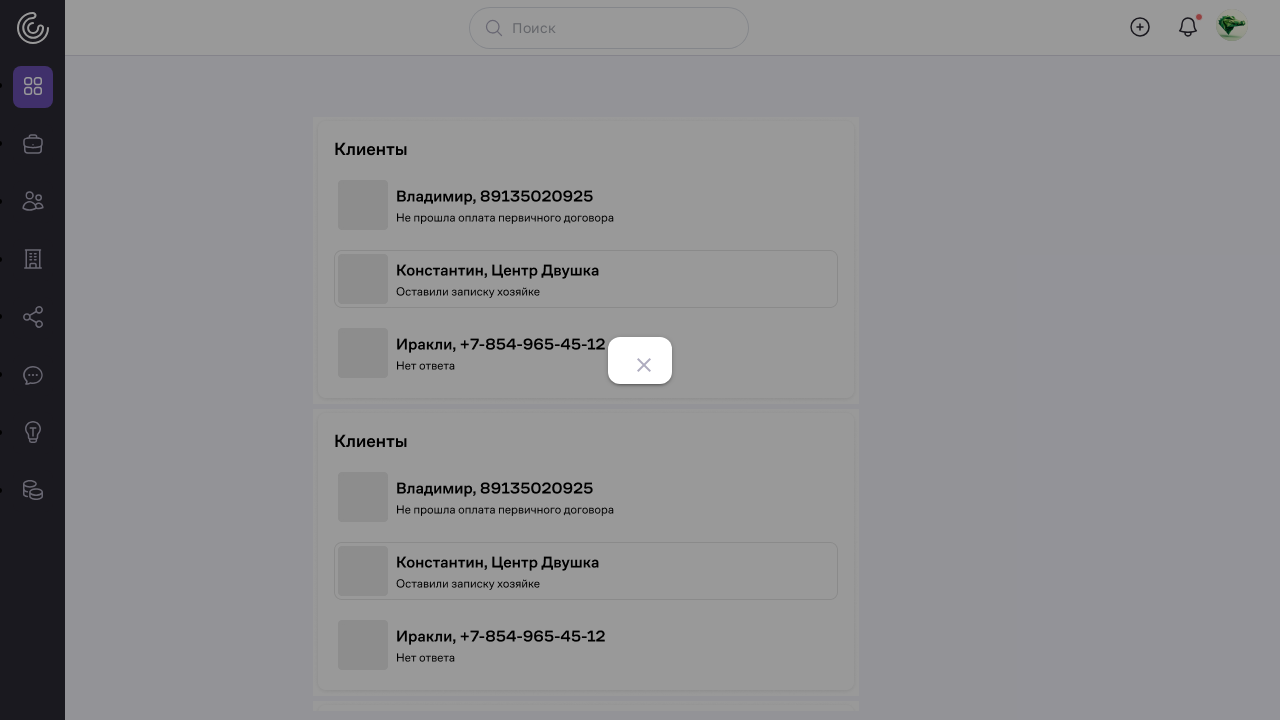 Поиск
Клиенты
Владимир, 89135020925
Не прошла оплата первичного договора
Константин, Центр Двушка
Оставили записку хозяйке
Иракли, +7-854-965-45-12
Нет ответа
Клиенты
Владимир, 89135020925
Не прошла оплата первичного договора
Константин, Центр Двушка
Оставили записку хозяйке
Иракли, +7-854-965-45-12
Нет ответа